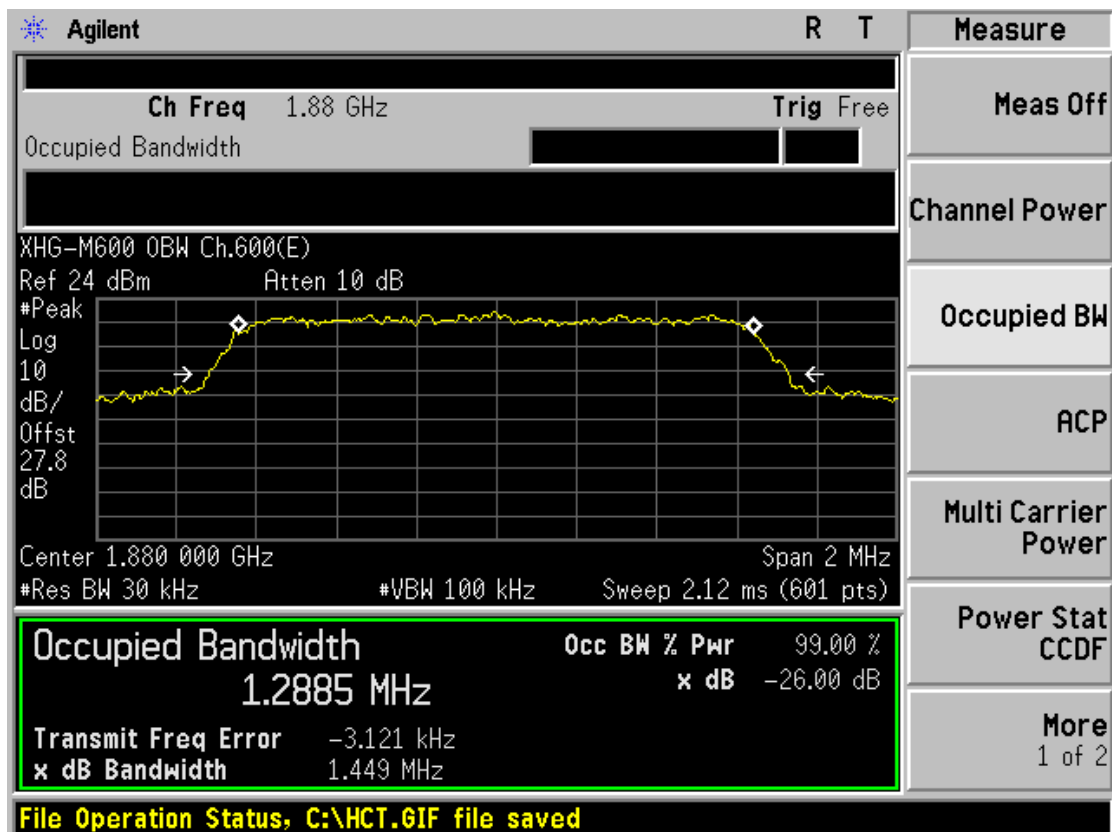 Agilent R T Measure
Ch Freq 1.88 GHz Trig Free
Occupied Bandwidth
Meas Off
Channel Power
Occupied BW
ACP
Multi Carrier
Power
Power Stat
CCDF
More
1 of 2
XHG-M600 OBW Ch.600(E)
Ref 24 dBm Atten 10 dB
#Peak
Log
10
dB/
Offst
27.8
dB
Center 1.880 000 GHz Span 2 MHz
#Res BW 30 kHz #VBW 100 kHz Sweep 2.12 ms (601 pts)
Occupied Bandwidth Occ BW % Pwr 99.00 %
1.2885 MHz x dB -26.00 dB
Transmit Freq Error -3.121 kHz
x dB Bandwidth 1.449 MHz
File Operation Status, C:\HCT.GIF file saved